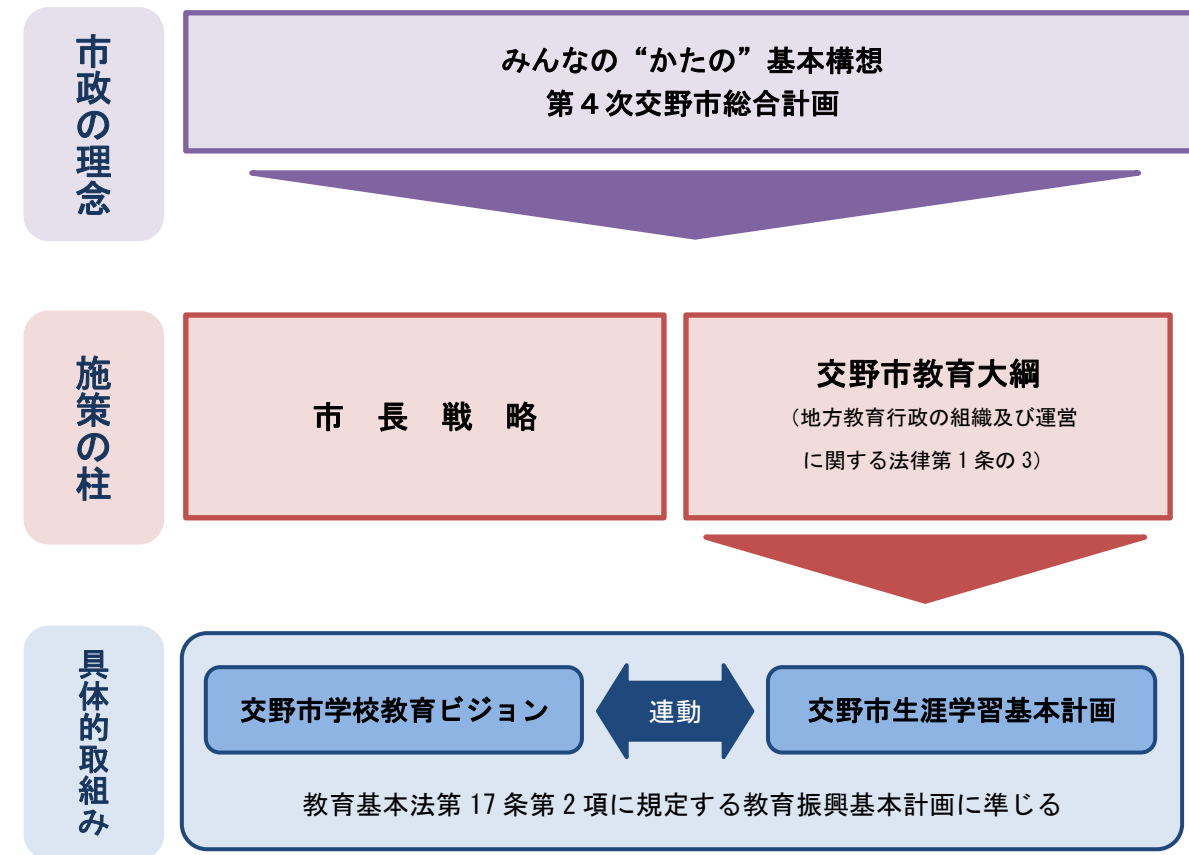 市政の理念
みんなの“かたの”基本構想
第４次交野市総合計画
施策の柱
市 長 戦 略
交野市教育大綱
（地方教育行政の組織及び運営
に関する法律第 1 条の 3）
具体的取組み
交野市学校教育ビジョン
連動
交野市生涯学習基本計画
教育基本法第 17 条第 2 項に規定する教育振興基本計画に準じる